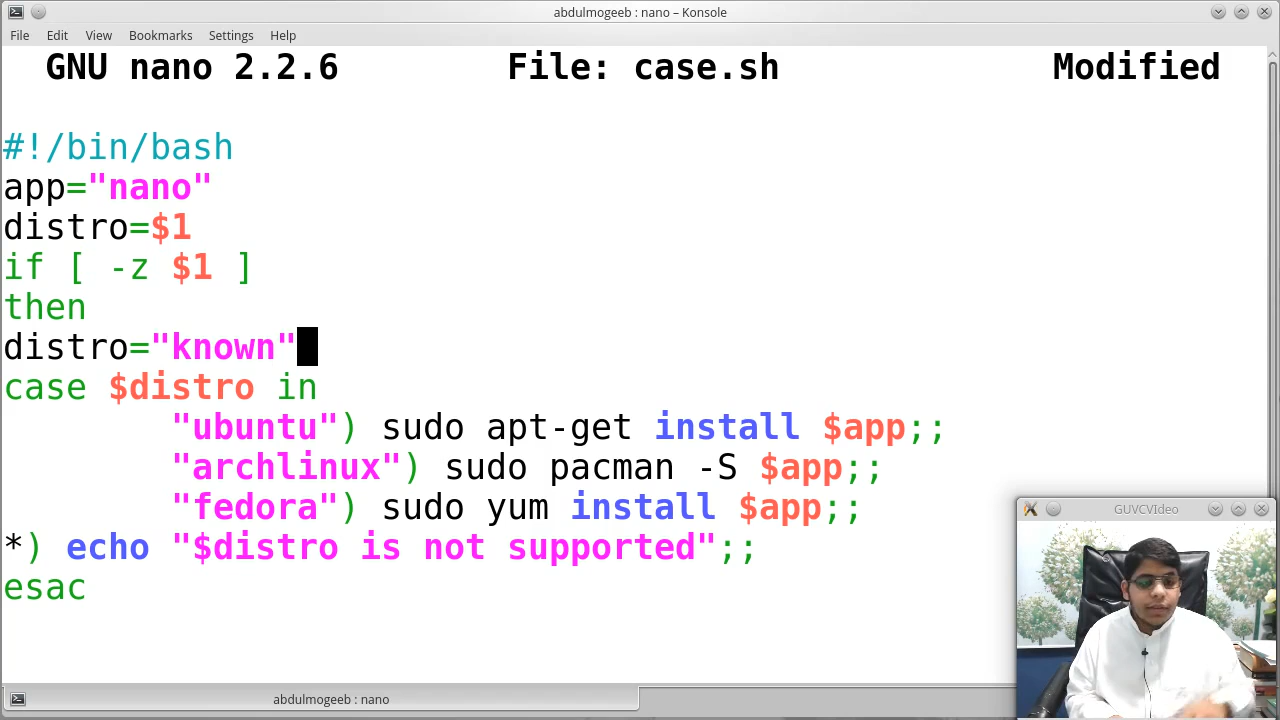 abdulmogeeb : nano – Konsole
File Edit View Bookmarks Settings Help
GNU nano 2.2.6 File: case.sh Modified
#!/bin/bash
app="nano"
distro=$1
if [ -z $1 ]
then
distro="known"
case $distro in
"ubuntu") sudo apt-get install $app;;
"archlinux") sudo pacman -S $app;;
"fedora") sudo yum install $app;;
*) echo "$distro is not supported";;
esac
GUVCVIdeo
abdulmogeeb : nano